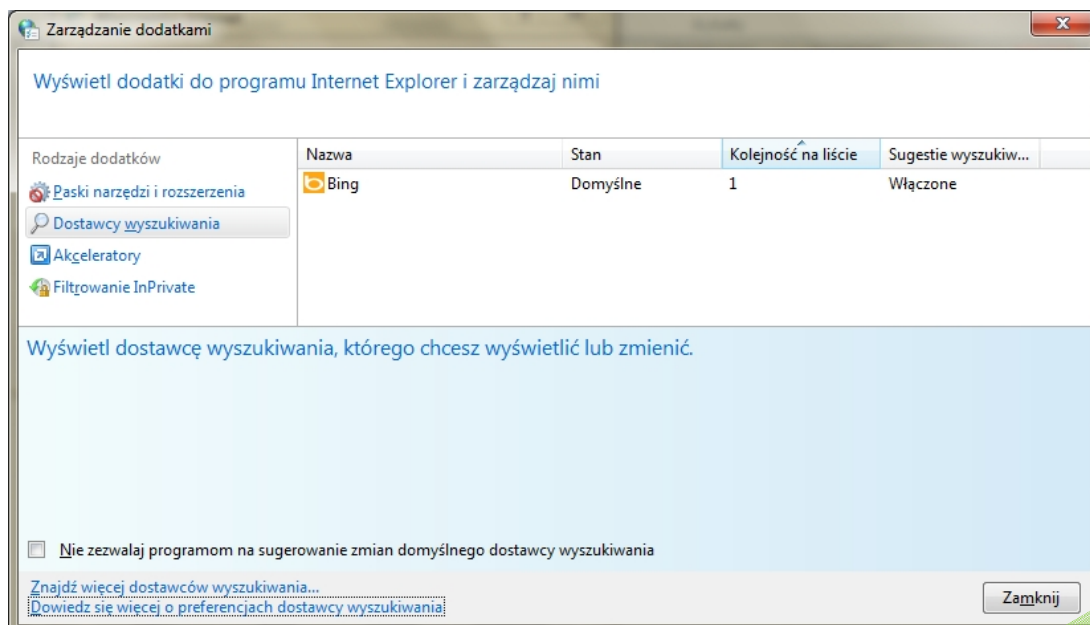 Zarządzanie dodatkami
Wyświetl dodatki do programu Internet Explorer i zarządzaj nimi
Rodzaje dodatków
Paski narzędzi i rozszerzenia
Dostawcy wyszukiwania
Akceleratory
Filtrowanie InPrivate
Nazwa Stan Kolejność na liście Sugestie wyszukiw...
Bing Domyślne 1 Włączone
Wyświetl dostawcę wyszukiwania, którego chcesz wyświetlić lub zmienić.
Nie zezwalaj programom na sugerowanie zmian domyślnego dostawcy wyszukiwania
Znajdź więcej dostawców wyszukiwania...
Dowiedz się więcej o preferencjach dostawcy wyszukiwania
Zamknij